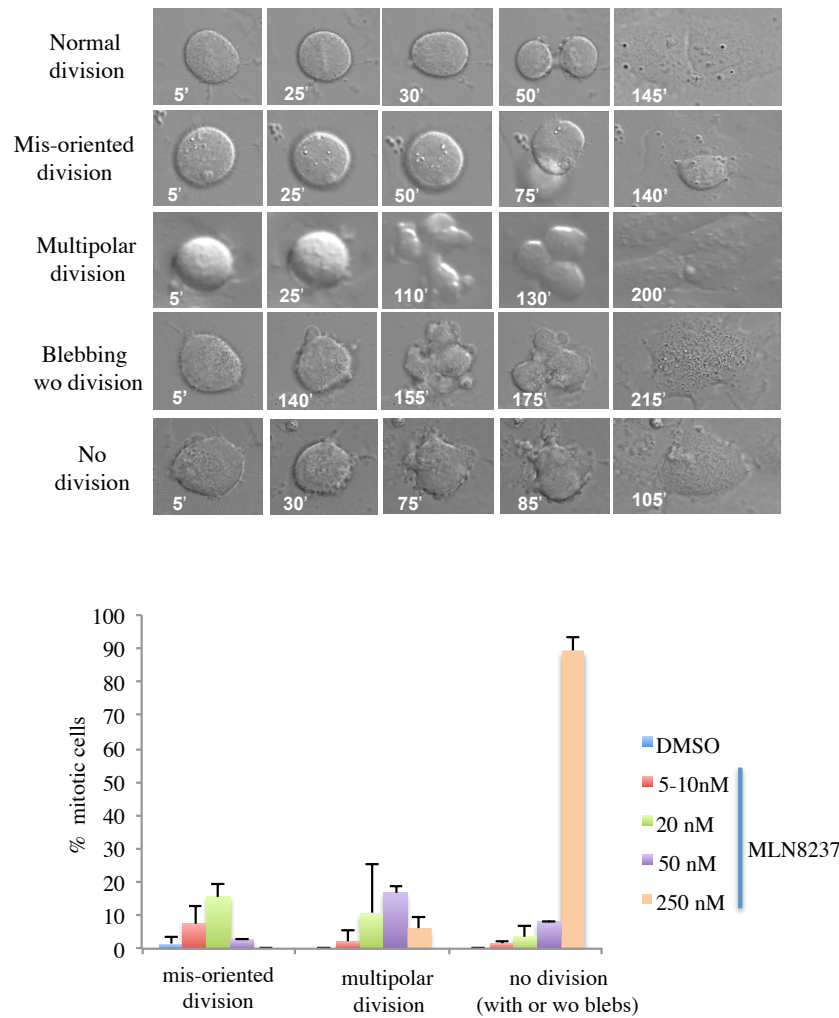 Normal
division
5’ 25’ 30’ 50’ 145’
Mis-oriented
division
5’ 25’ 50’ 75’ 140’
Multipolar
division
5’ 25’ 110’ 130’ 200’
Blebbing
wo division
5’ 140’ 155’ 175’ 215’
No
division
5’ 30’ 75’ 85’ 105’
% mitotic cells
100
90
80
70
60
50
40
30
20
10
0
mis-oriented
division
multipolar
division
no division
(with or wo blebs)
DMSO
5-10nM
20 nM
50 nM
250 nM
MLN8237